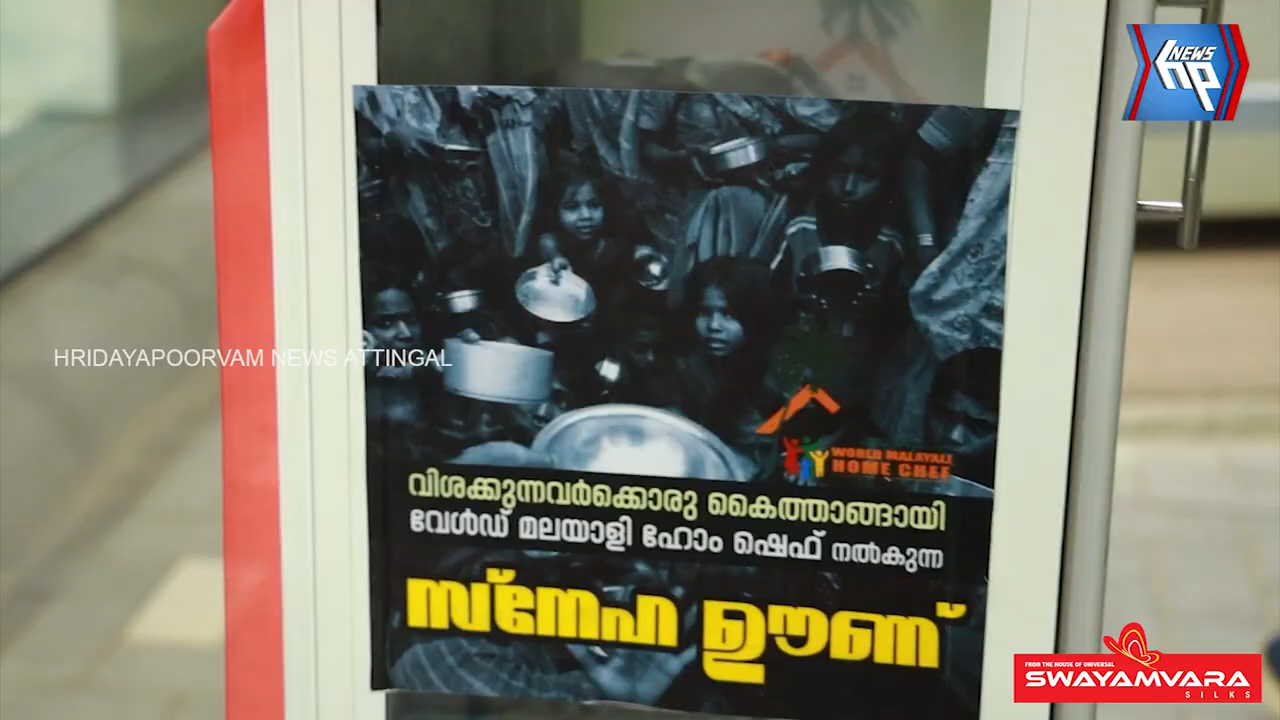 NEWS
hp
HRIDAYAPOORVAM NEWS ATTINGAL
WORLD MALAYALI
HOME CHEF
വിശക്കുന്നവർക്കൊരു കൈത്താങ്ങായി
വേൾഡ് മലയാളി ഹോം ഷെഫ് നൽകുന്ന
സ്നേഹ ഊണ്
FROM THE HOUSE OF UNIVERSAL
SWAYAMVARA
SILKS